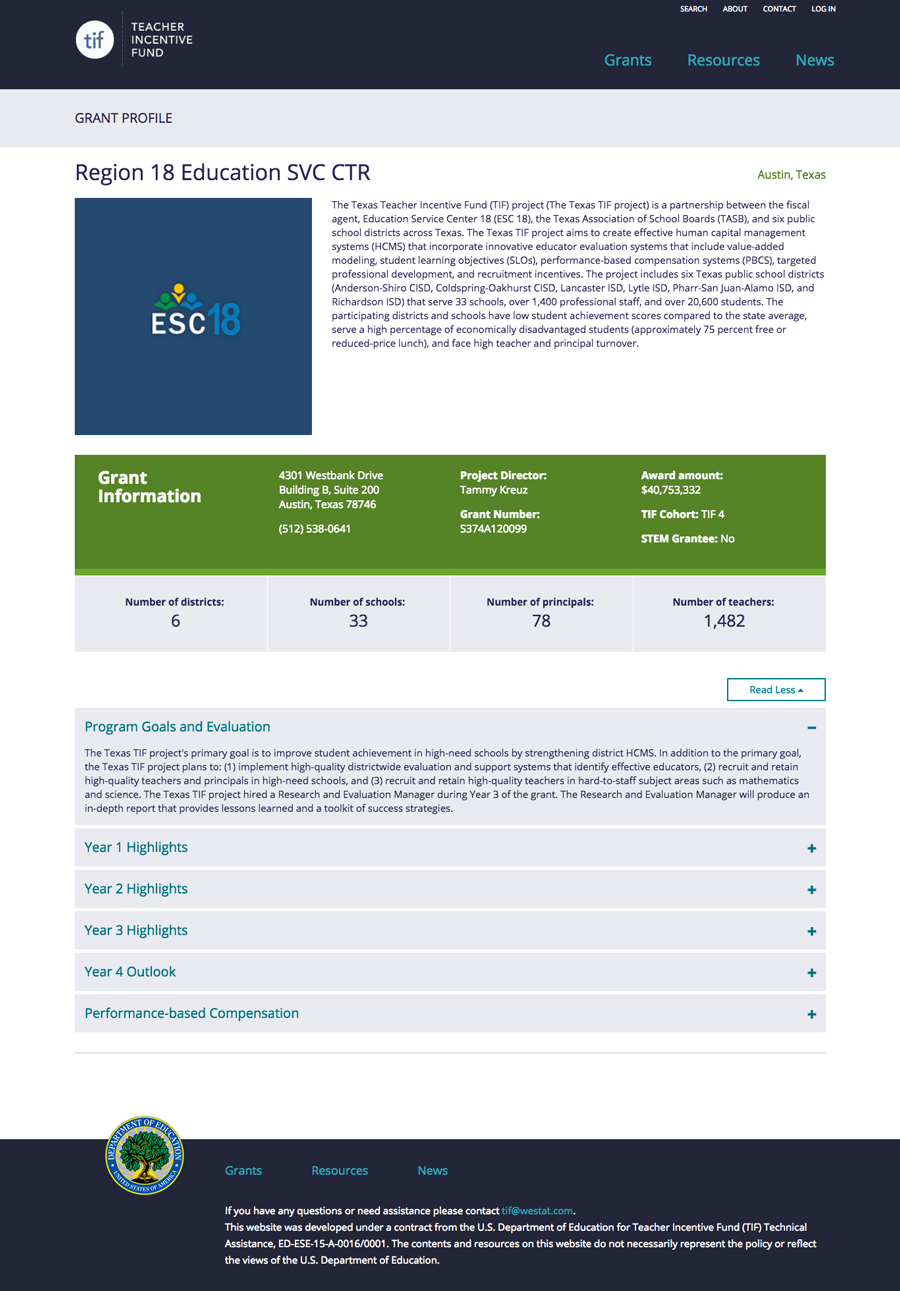 SEARCH ABOUT CONTACT LOG IN
tif
TEACHER
INCENTIVE
FUND
Grants Resources News
GRANT PROFILE
Region 18 Education SVC CTR
Austin, Texas
ESC18
The Texas Teacher Incentive Fund (TIF) project (The Texas TIF project) is a partnership between the fiscal
agent, Education Service Center 18 (ESC 18), the Texas Association of School Boards (TASB), and six public
school districts across Texas. The Texas TIF project aims to create effective human capital management
systems (HCMS) that incorporate innovative educator evaluation systems that include value-added
modeling, student learning objectives (SLOs), performance-based compensation systems (PBCS), targeted
professional development, and recruitment incentives. The project includes six Texas public school districts
(Anderson-Shiro CISD, Coldspring-Oakhurst CISD, Lancaster ISD, Lytle ISD, Pharr-San Juan-Alamo ISD, and
Richardson ISD) that serve 33 schools, over 1,400 professional staff, and over 20,600 students. The
participating districts and schools have low student achievement scores compared to the state average,
serve a high percentage of economically disadvantaged students (approximately 75 percent free or
reduced-price lunch), and face high teacher and principal turnover.
Grant
Information
4301 Westbank Drive
Building B, Suite 200
Austin, Texas 78746
(512) 538-0641
Project Director:
Tammy Kreuz
Grant Number:
S374A120099
Award amount:
$40,753,332
TIF Cohort: TIF 4
STEM Grantee: No
Number of districts:
6
Number of schools:
33
Number of principals:
78
Number of teachers:
1,482
Read Less
Program Goals and Evaluation
The Texas TIF project's primary goal is to improve student achievement in high-need schools by strengthening district HCMS. In addition to the primary goal,
the Texas TIF project plans to: (1) implement high-quality districtwide evaluation and support systems that identify effective educators, (2) recruit and retain
high-quality teachers and principals in high-need schools, and (3) recruit and retain high-quality teachers in hard-to-staff subject areas such as mathematics
and science. The Texas TIF project hired a Research and Evaluation Manager during Year 3 of the grant. The Research and Evaluation Manager will produce an
in-depth report that provides lessons learned and a toolkit of success strategies.
Year 1 Highlights
Year 2 Highlights
Year 3 Highlights
Year 4 Outlook
Performance-based Compensation
DEPARTMENT OF EDUCATION
UNITED STATES OF AMERICA
Grants Resources News
If you have any questions or need assistance please contact tif@westat.com.
This website was developed under a contract from the U.S. Department of Education for Teacher Incentive Fund (TIF) Technical
Assistance, ED-ESE-15-A-0016/0001. The contents and resources on this website do not necessarily represent the policy or reflect
the views of the U.S. Department of Education.